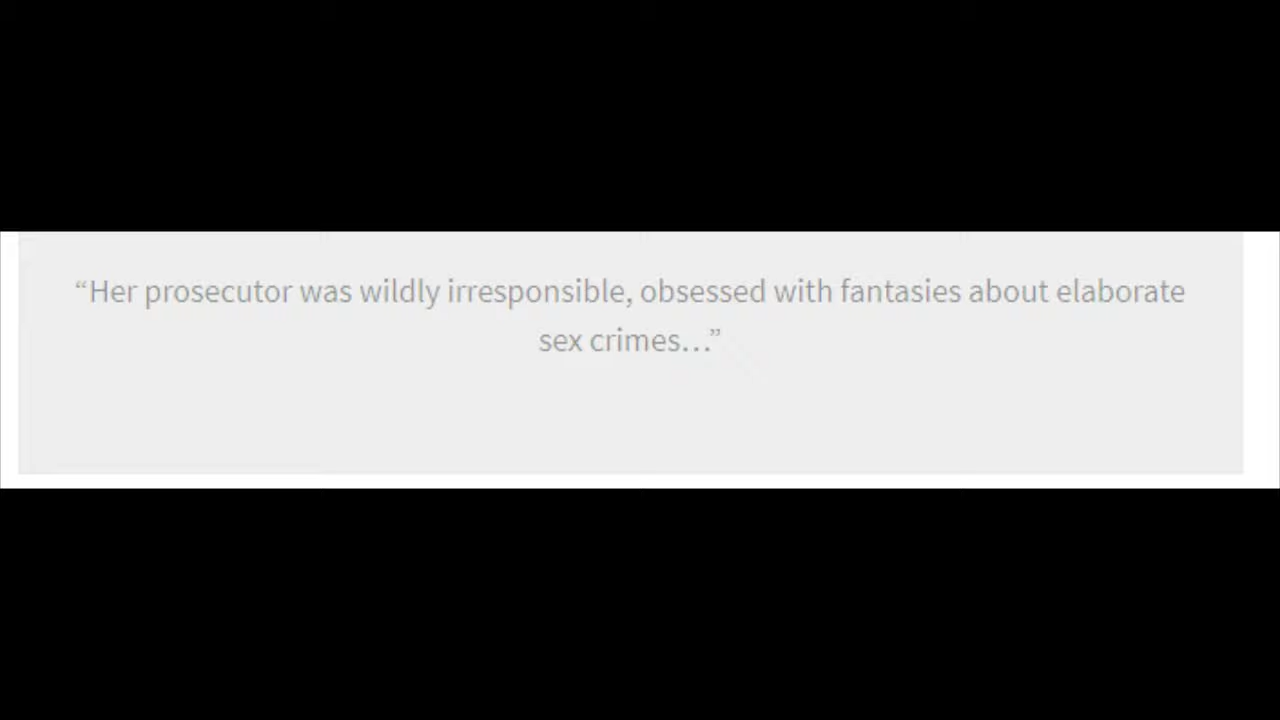 “Her prosecutor was wildly irresponsible, obsessed with fantasies about elaborate
sex crimes…”